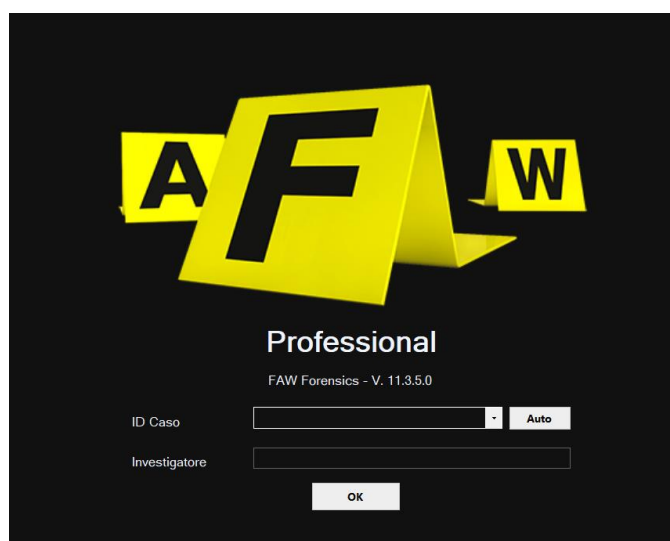 A F W
Professional
FAW Forensics - V. 11.3.5.0
ID Caso
Auto
Investigatore
OK